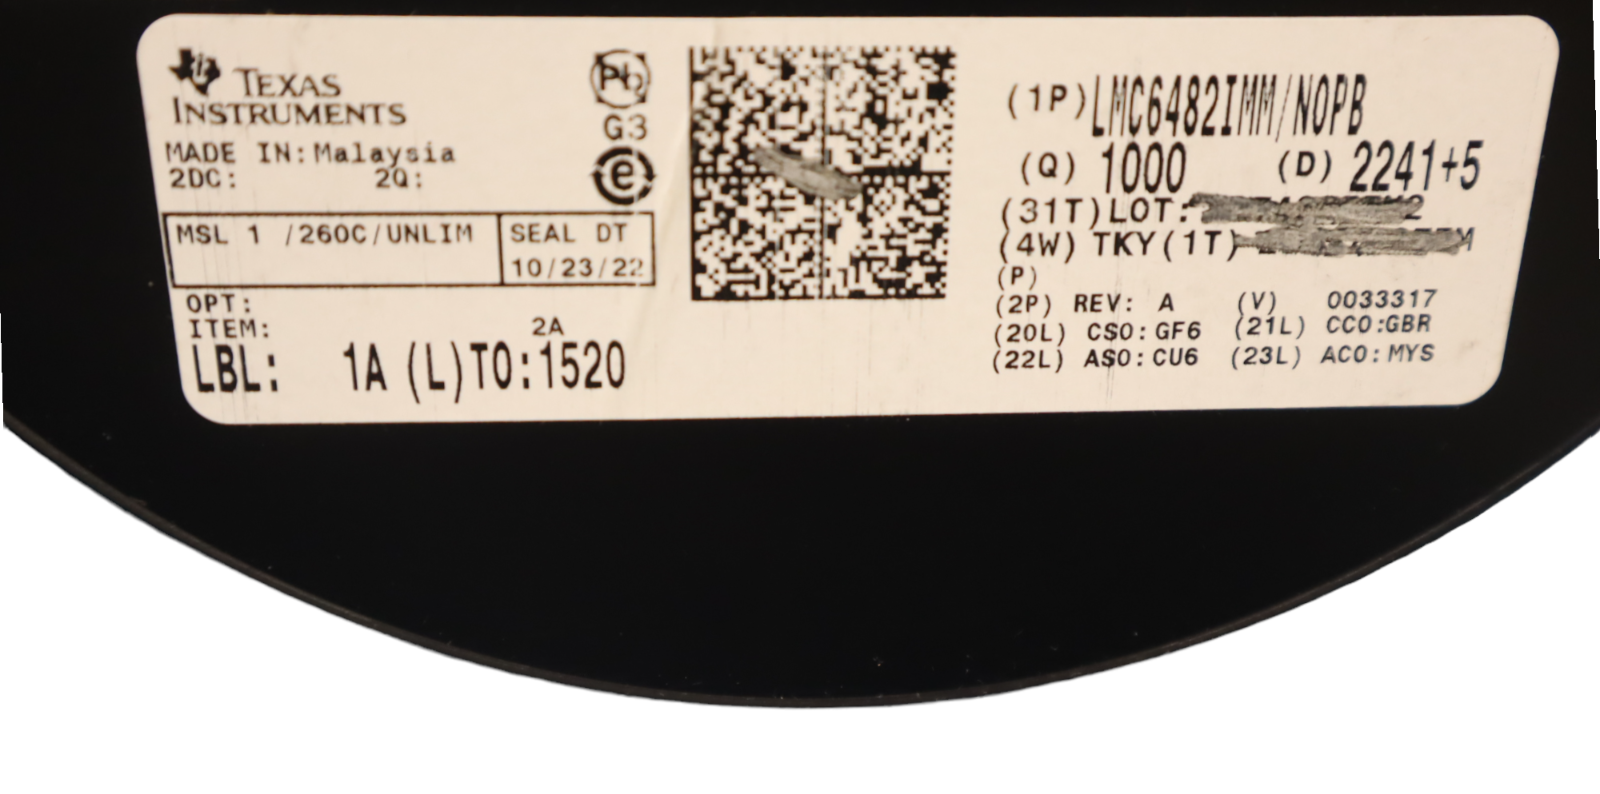 TEXAS
INSTRUMENTS
Pb
G3
e
MADE IN:Malaysia
2DC: 2Q:
MSL 1 /260C/UNLIM
SEAL DT
10/23/22
OPT:
ITEM:
2A
LBL: 1A (L)TO:1520
(1P)LMC6482IMM/NOPB
(Q) 1000 (D) 2241+5
(31T)LOT:
(4W) TKY(1T)
(P)
(2P) REV: A (V) 0033317
(20L) CSO:GF6 (21L) CCO:GBR
(22L) ASO:CU6 (23L) ACO:MYS